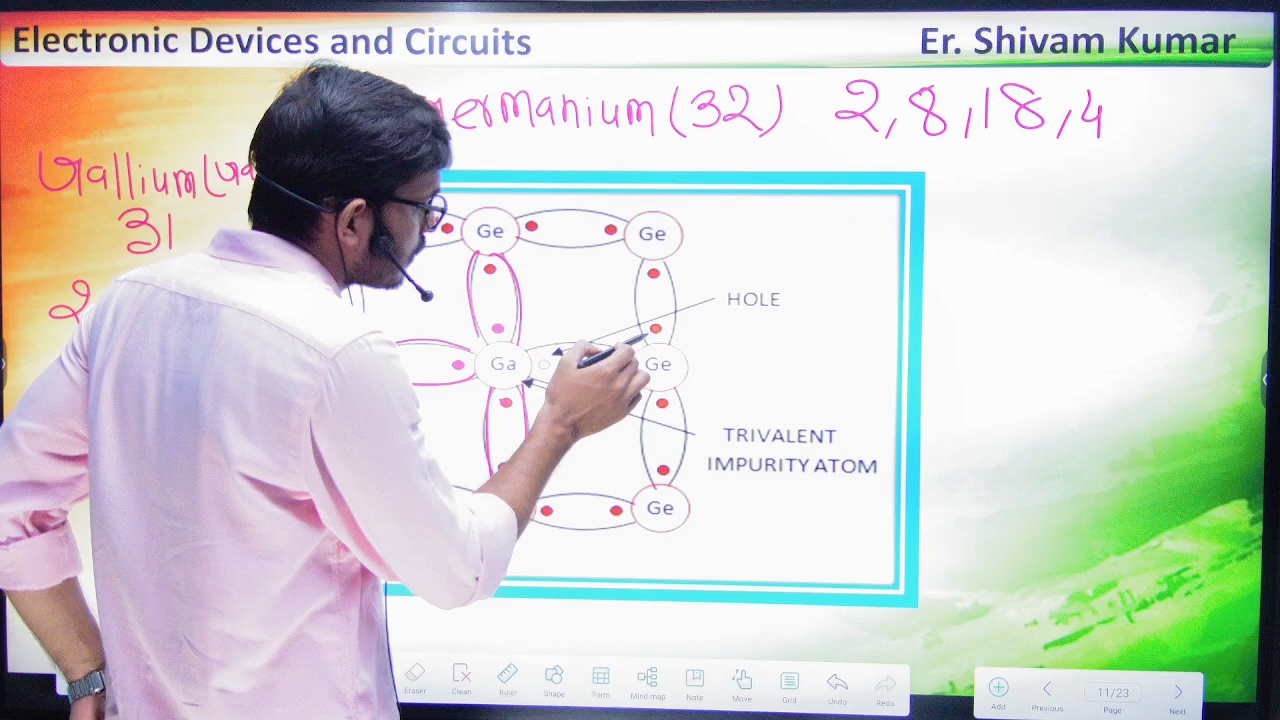 Electronic Devices and Circuits
Er. Shivam Kumar
ermanium (32) 2,8,18,4
Gallium (Ga
31
2
Ge
Ge
HOLE
Ga
Ge
TRIVALENT
IMPURITY ATOM
Ge
Eraser
Clean
Ruler
Shape
Form
Mind map
Note
Move
Grid
Undo
Redo
Add
Previous
11/23
Page
Next